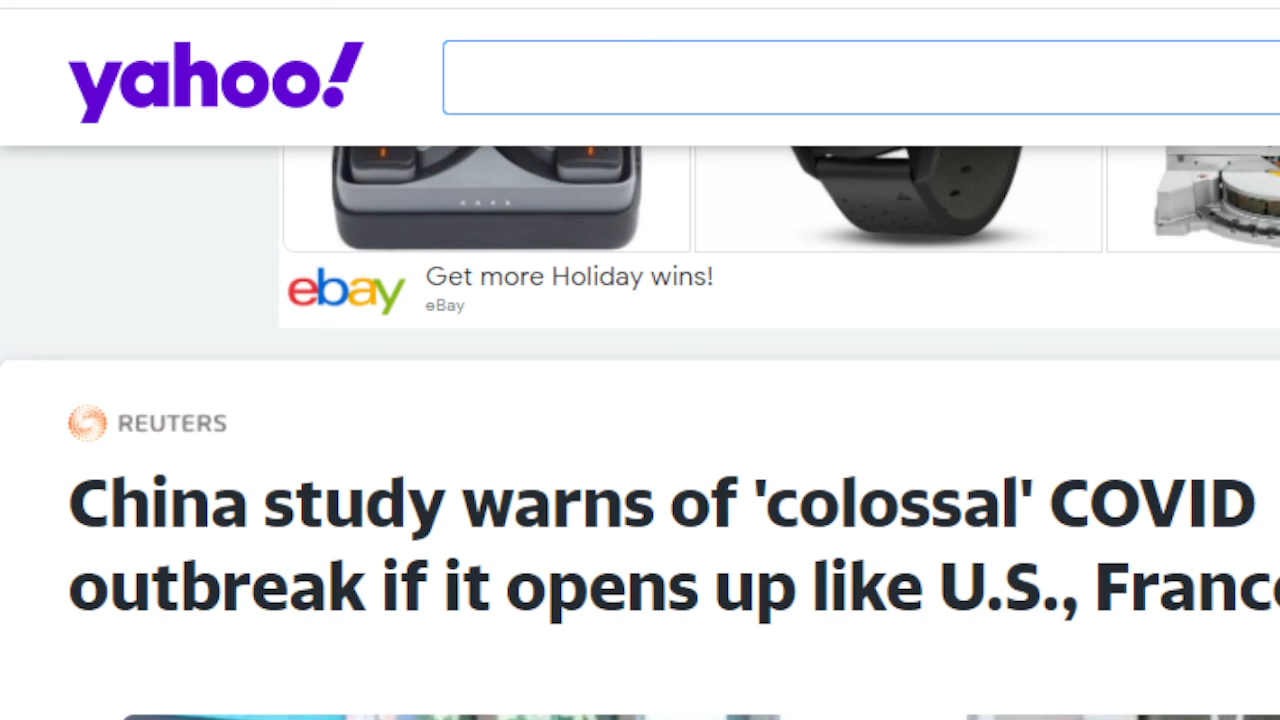 yahoo!
ebay
Get more Holiday wins!
eBay
REUTERS
China study warns of 'colossal' COVID
outbreak if it opens up like U.S., France